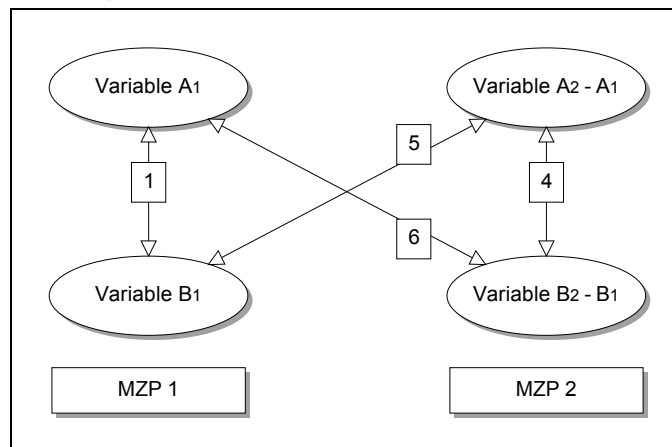 Variable A1
Variable A2 - A1
5
1
4
6
Variable B1
Variable B2 - B1
MZP 1
MZP 2